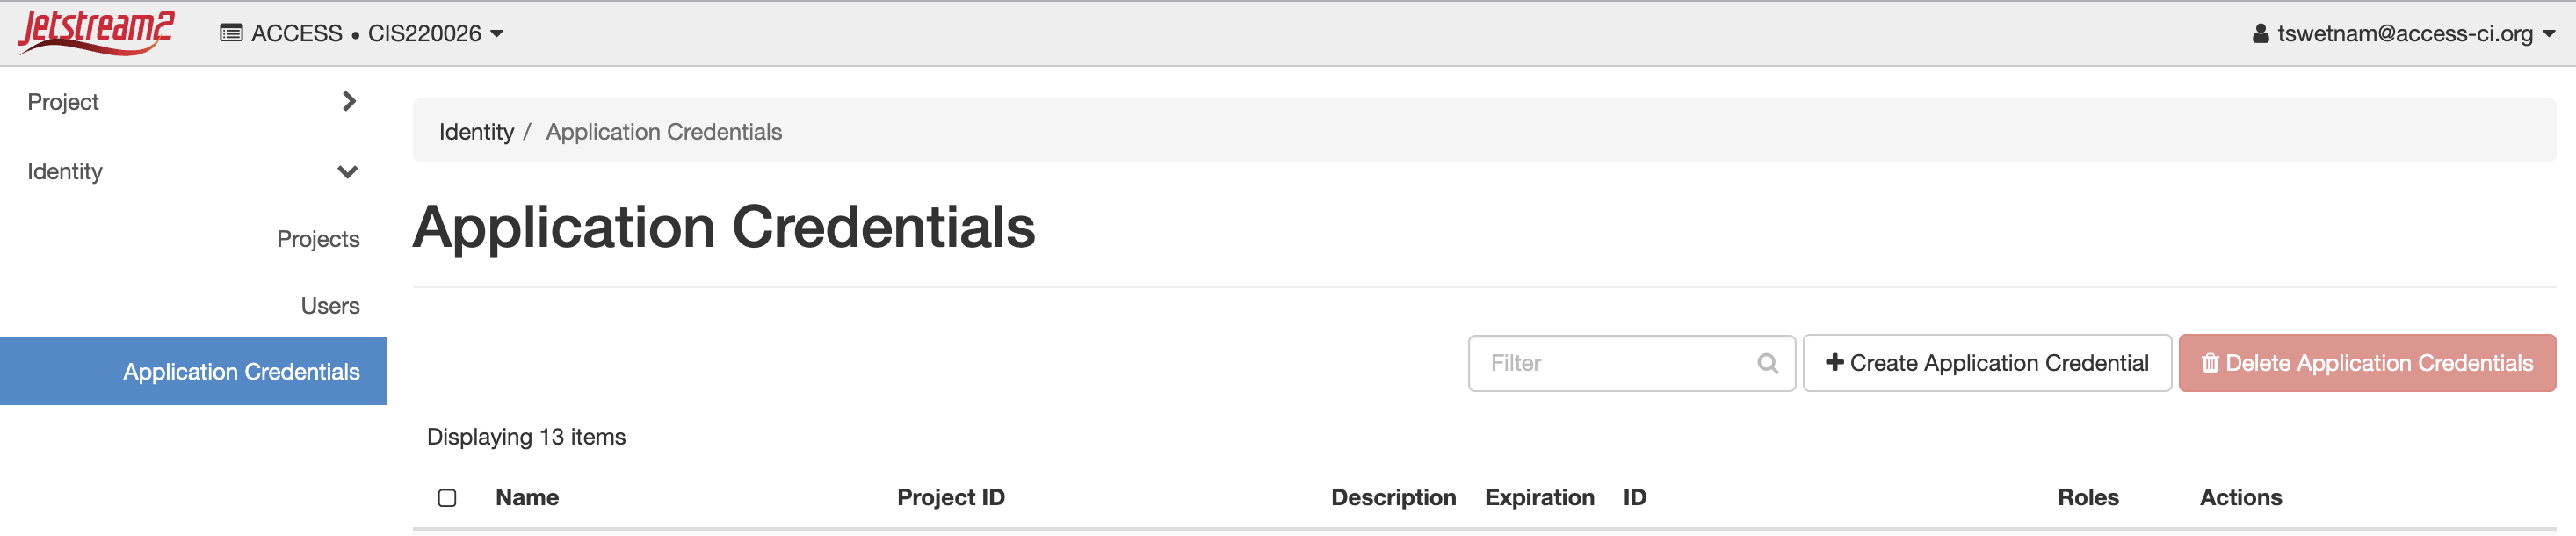 Jetstream2
ACCESS • CIS220026
tswetnam@access-ci.org
Project
Identity
Projects
Users
Application Credentials
Identity / Application Credentials
Application Credentials
Filter
Create Application Credential
Delete Application Credentials
Displaying 13 items
Name Project ID Description Expiration ID Roles Actions